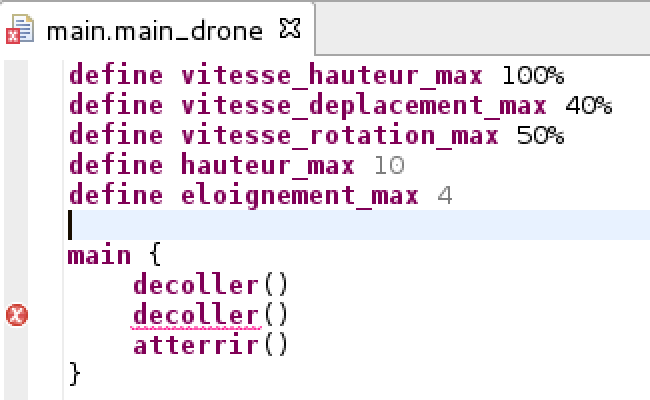 main.main_drone
define vitesse_hauteur_max 100%
define vitesse_deplacement_max 40%
define vitesse_rotation_max 50%
define hauteur_max 10
define eloignement_max 4
main {
decoller()
decoller()
atterrir()
}